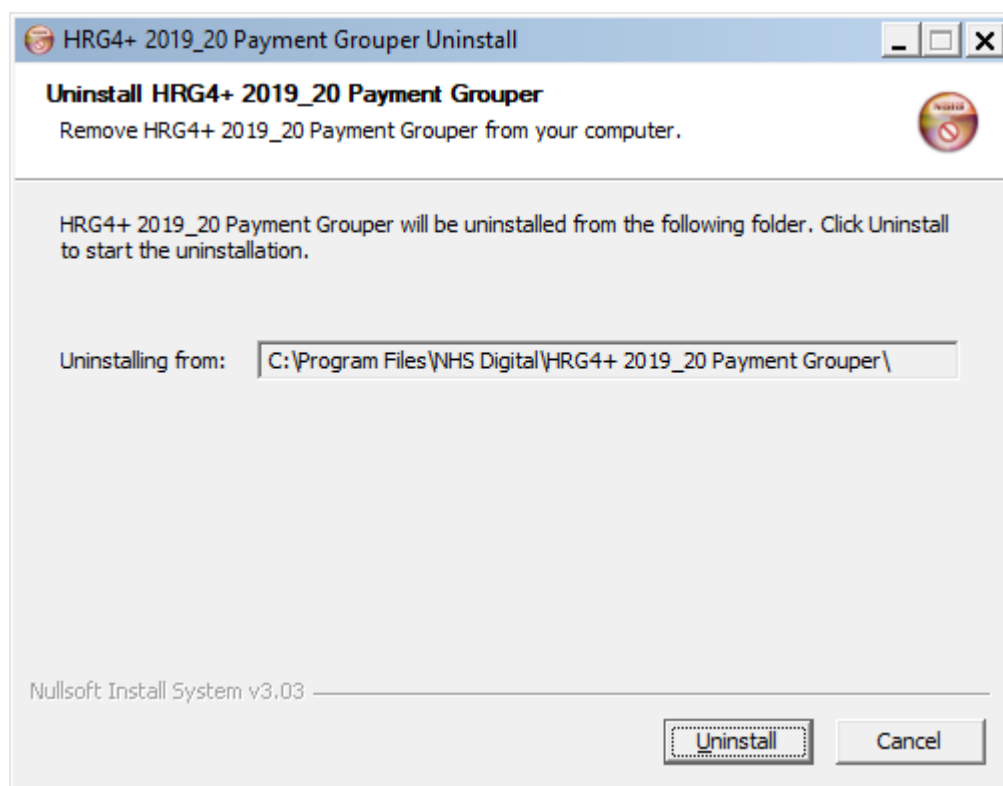 HRG4+ 2019_20 Payment Grouper Uninstall
Uninstall HRG4+ 2019_20 Payment Grouper
Remove HRG4+ 2019_20 Payment Grouper from your computer.
HRG4+ 2019_20 Payment Grouper will be uninstalled from the following folder. Click Uninstall
to start the uninstallation.
Uninstalling from: C:\Program Files\NHS Digital\HRG4+ 2019_20 Payment Grouper\
Nullsoft Install System v3.03
Uninstall Cancel